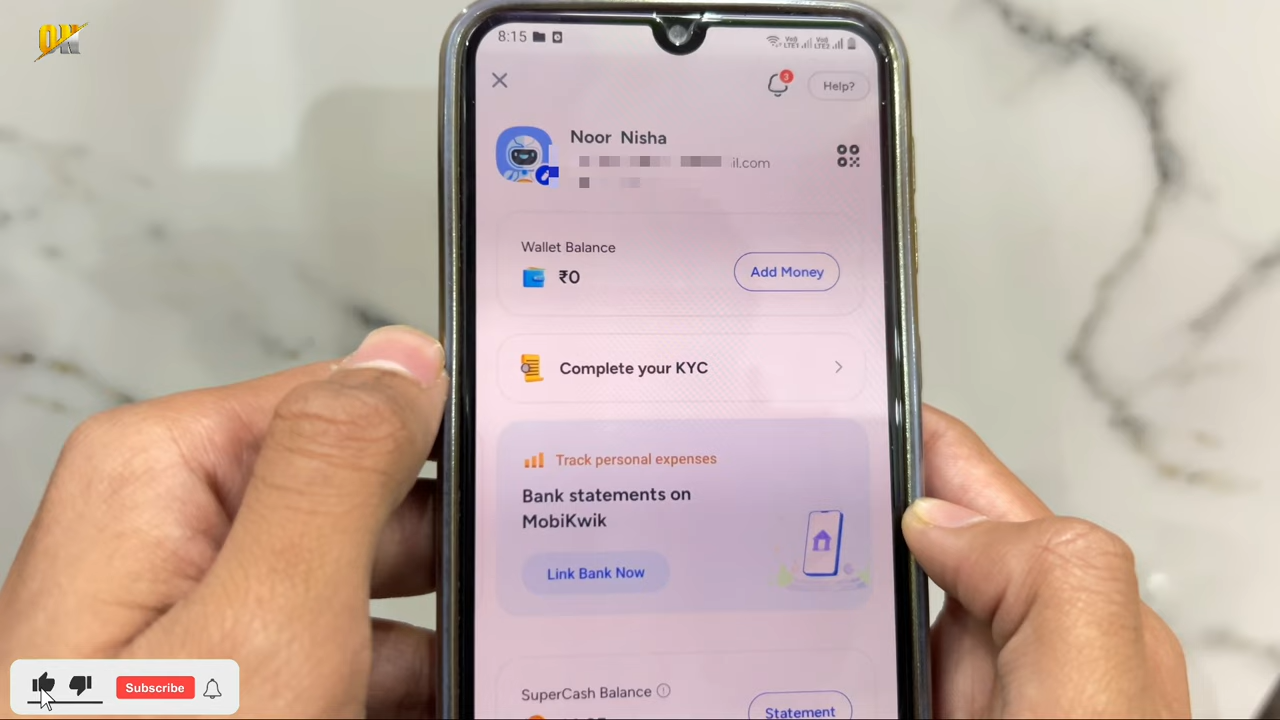 8:15
3
Help?
Noor Nisha
il.com
Wallet Balance
₹0
Add Money
Complete your KYC
Track personal expenses
Bank statements on
MobiKwik
Link Bank Now
SuperCash Balance
Statement
Subscribe